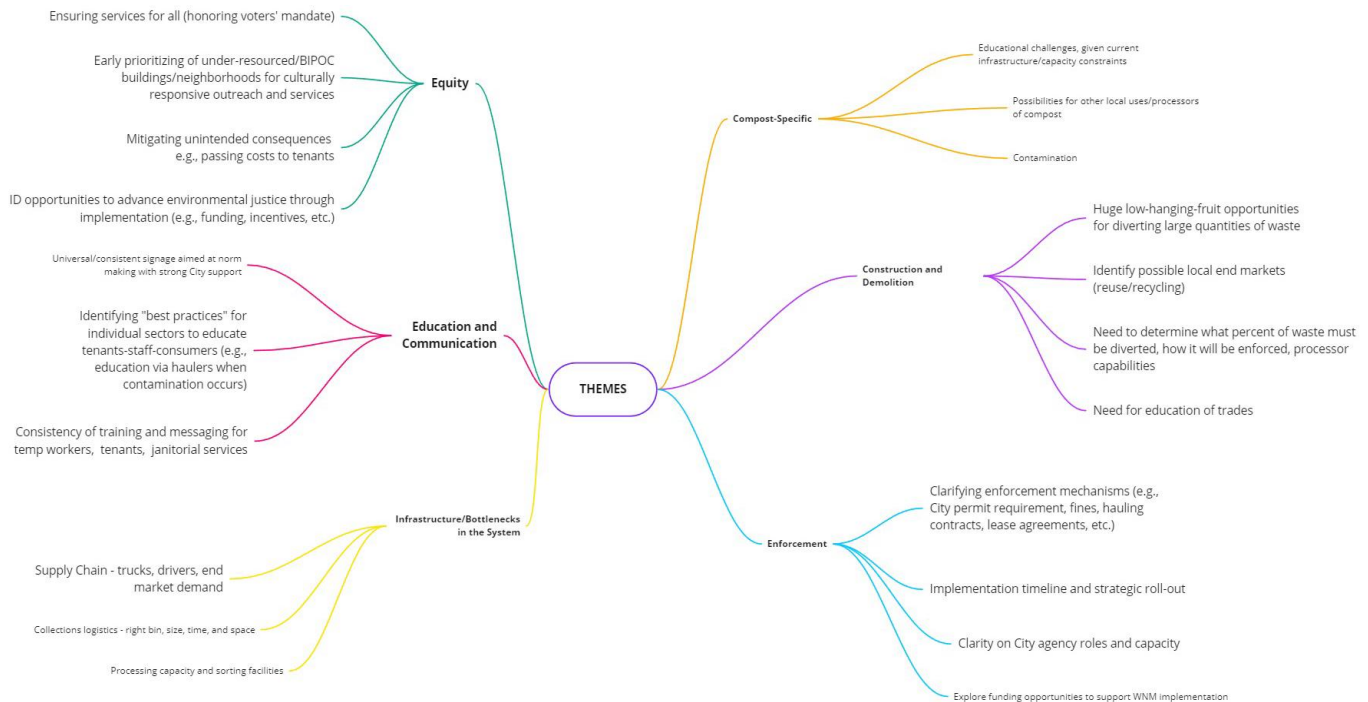 Ensuring services for all (honoring voters' mandate)
Early prioritizing of under-resourced/BIPOC
buildings/neighborhoods for culturally
responsive outreach and services
Equity
Mitigating unintended consequences
e.g., passing costs to tenants
ID opportunities to advance environmental justice through
implementation (e.g., funding, incentives, etc.)
Universal/consistent signage aimed at norm
making with strong City support
Identifying "best practices" for
individual sectors to educate
tenants-staff-consumers (e.g.,
education via haulers when
contamination occurs)
Education and
Communication
Consistency of training and messaging for
temp workers, tenants, janitorial services
Infrastructure/Bottlenecks
in the System
Supply Chain - trucks, drivers, end
market demand
Collections logistics - right bin, size, time, and space
Processing capacity and sorting facilities
THEMES
Compost-Specific
Educational challenges, given current
infrastructure/capacity constraints
Possibilities for other local uses/processors
of compost
Contamination
Construction and
Demolition
Huge low-hanging-fruit opportunities
for diverting large quantities of waste
Identify possible local end markets
(reuse/recycling)
Need to determine what percent of waste must
be diverted, how it will be enforced, processor
capabilities
Need for education of trades
Enforcement
Clarifying enforcement mechanisms (e.g.,
City permit requirement, fines, hauling
contracts, lease agreements, etc.)
Implementation timeline and strategic roll-out
Clarity on City agency roles and capacity
Explore funding opportunities to support WNM implementation